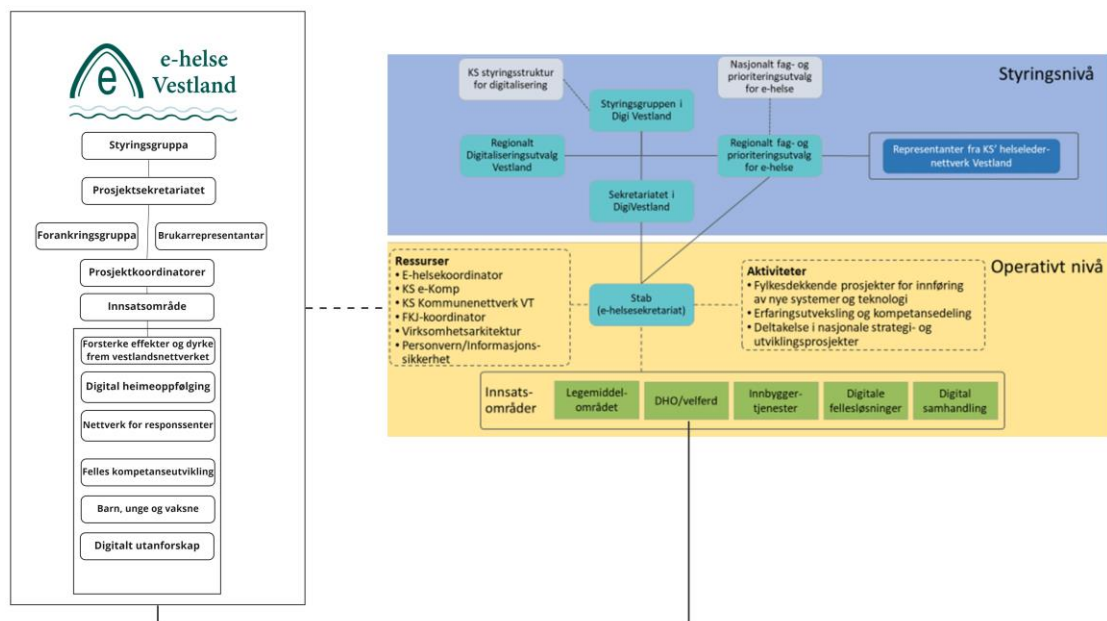 e
e-helse
Vestland
Styringsgruppa
Prosjektsekretariatet
Forankringsgruppa
Brukarrepresentantar
Prosjektkoordinatorer
Innsatsområde
Forsterke effekter og dyrke
frem vestlandsnettverket
Digital heimeoppfølging
Nettverk for responssenter
Felles kompetanseutvikling
Barn, unge og vaksne
Digitalt utanforskap
Styringsnivå
KS styringsstruktur
for digitalisering
Nasjonalt fag- og
prioriteringsutvalg
for e-helse
Styringsgruppen i
Digi Vestland
Regionalt
Digitaliseringsutvalg
Vestland
Regionalt fag- og
prioriteringsutvalg
for e-helse
Representanter fra KS' helseleder-
nettverk Vestland
Sekretariatet i
DigiVestland
Operativt nivå
Ressurser
• E-helsekoordinator
• KS e-Komp
• KS Kommunenettverk VT
• FKJ-koordinator
• Virksomhetsarkitektur
• Personvern/Informasjons-
sikkerhet
Stab
(e-helsesekretariat)
Aktiviteter
• Fylkesdekkende prosjekter for innføring
av nye systemer og teknologi
• Erfaringsutveksling og kompetansedeling
• Deltakelse i nasjonale strategi- og
utviklingsprosjekter
Innsats-
områder
Legemiddel-
området
DHO/velferd
Innbygger-
tjenester
Digitale
fellesløsninger
Digital
samhandling